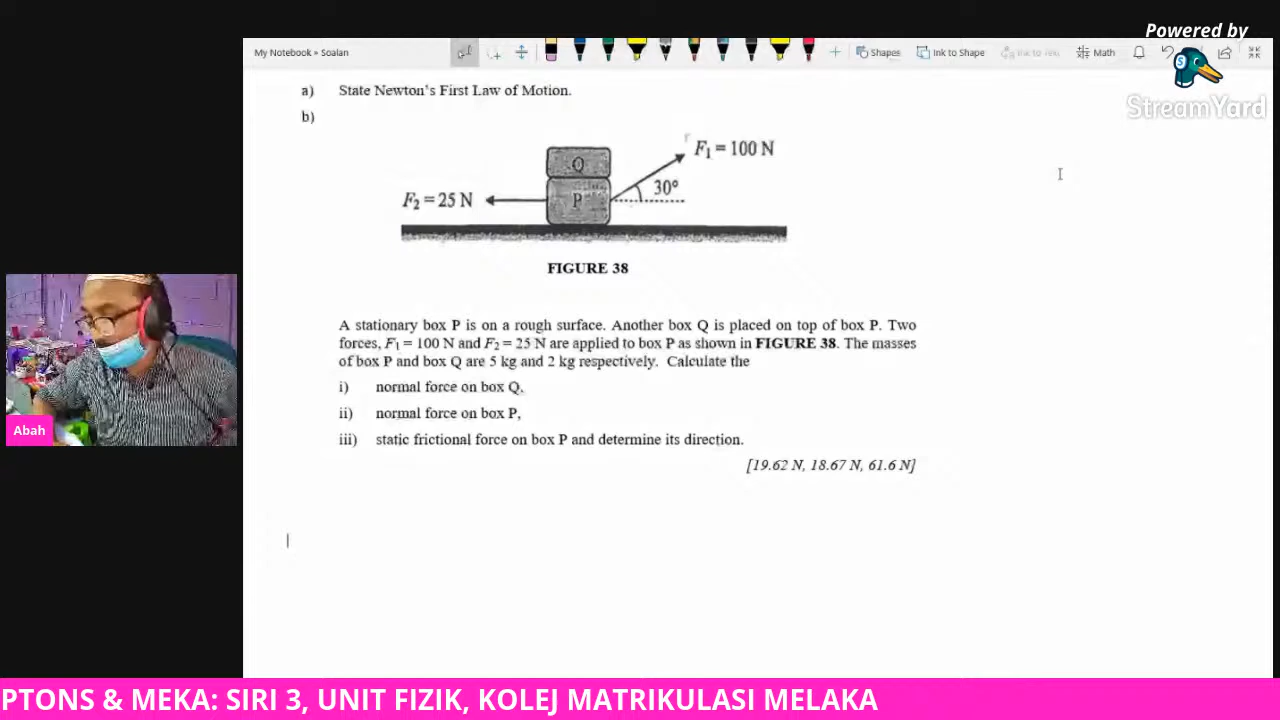 Powered by
StreamYard
My Notebook » Soalan
Shapes
Ink to Shape
Math
a) State Newton's First Law of Motion.
b)
Q
F₁ = 100 N
30°
F₂ = 25 N
P
FIGURE 38
A stationary box P is on a rough surface. Another box Q is placed on top of box P. Two
forces, F₁ = 100 N and F₂ = 25 N are applied to box P as shown in FIGURE 38. The masses
of box P and box Q are 5 kg and 2 kg respectively. Calculate the
i) normal force on box Q.
ii) normal force on box P,
iii) static frictional force on box P and determine its direction.
[19.62 N, 18.67 N, 61.6 N]
Abah
PTONS & MEKA: SIRI 3, UNIT FIZIK, KOLEJ MATRIKULASI MELAKA